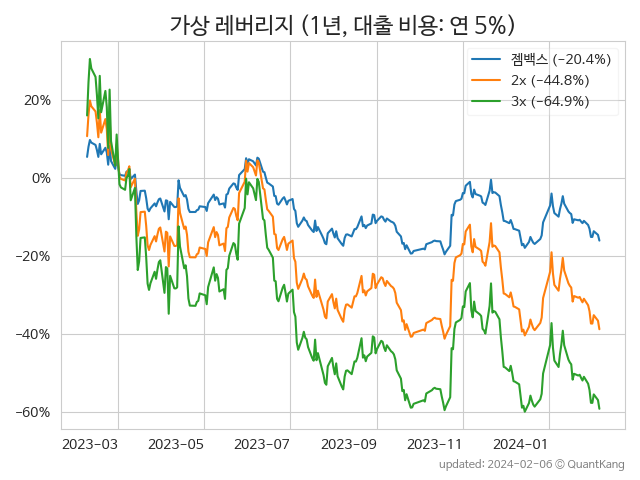 가상 레버리지 (1년, 대출 비용: 연 5%)
젬백스 (−20.4%)
2x (−44.8%)
3x (−64.9%)
20%
0%
−20%
−40%
−60%
2023-03 2023-05 2023-07 2023-09 2023-11 2024-01
updated: 2024-02-06 © QuantKang